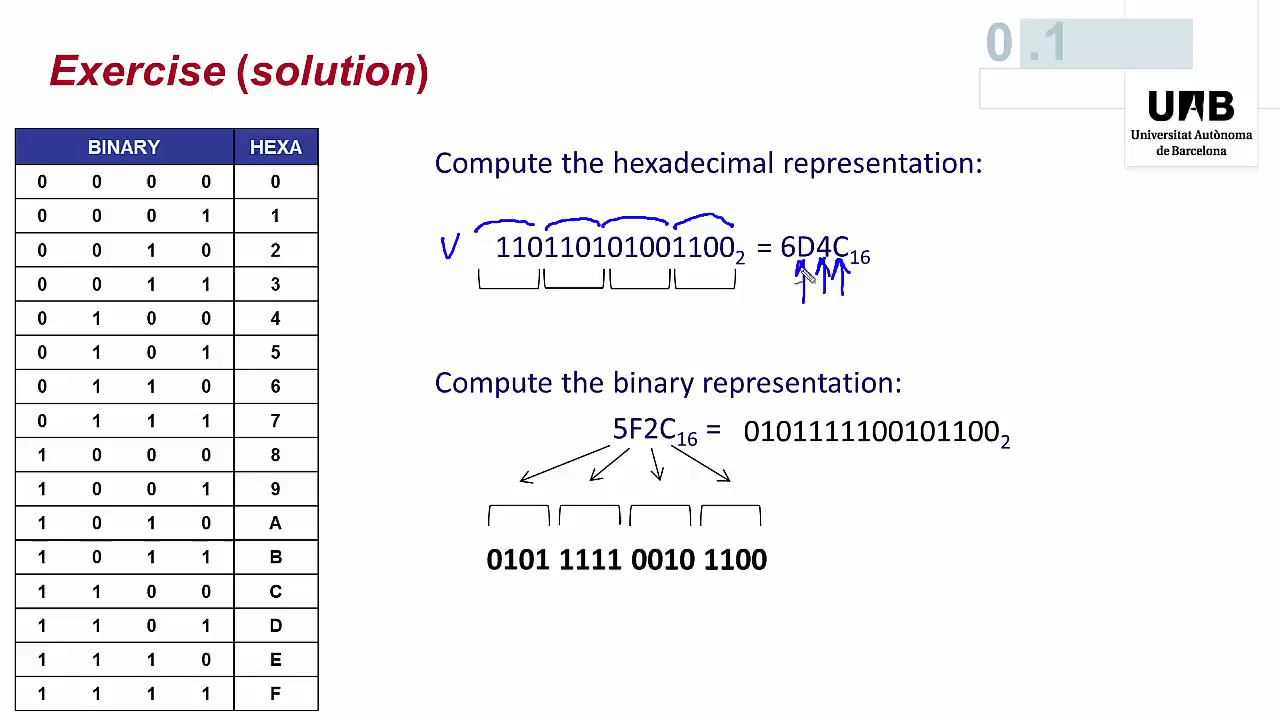 0 .1
Exercise (solution)
UAB
Universitat Autònoma
de Barcelona
BINARY HEXA
0 0 0 0 0
0 0 0 1 1
0 0 1 0 2
0 0 1 1 3
0 1 0 0 4
0 1 0 1 5
0 1 1 0 6
0 1 1 1 7
1 0 0 0 8
1 0 0 1 9
1 0 1 0 A
1 0 1 1 B
1 1 0 0 C
1 1 0 1 D
1 1 1 0 E
1 1 1 1 F
Compute the hexadecimal representation:
V 110110101001100₂ = 6D4C₁₆
Compute the binary representation:
5F2C₁₆ = 0101111100101100₂
0101 1111 0010 1100